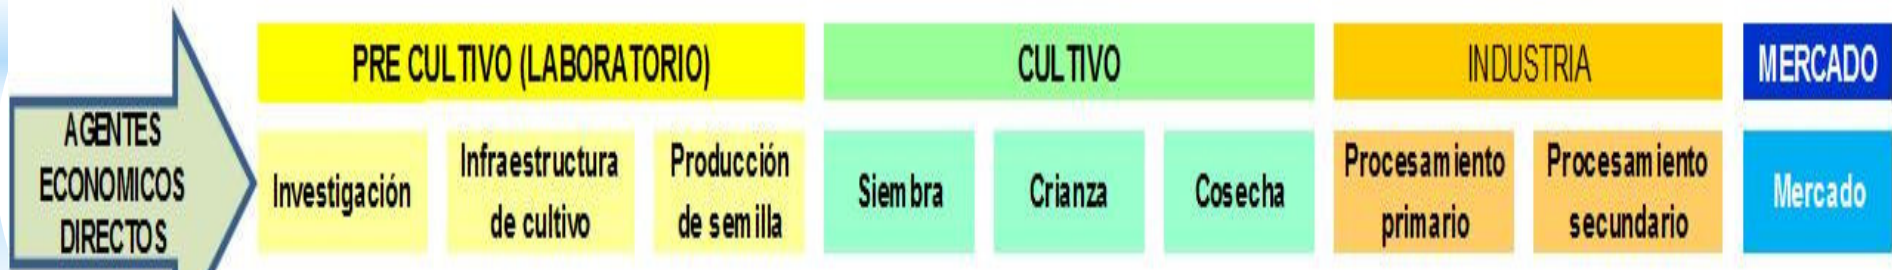 AGENTES
ECONOMICOS
DIRECTOS
PRE CULTIVO (LABORATORIO)
CULTIVO
INDUSTRIA
MERCADO
Investigación
Infraestructura
de cultivo
Producción
de semilla
Siembra
Crianza
Cosecha
Procesamiento
primario
Procesamiento
secundario
Mercado